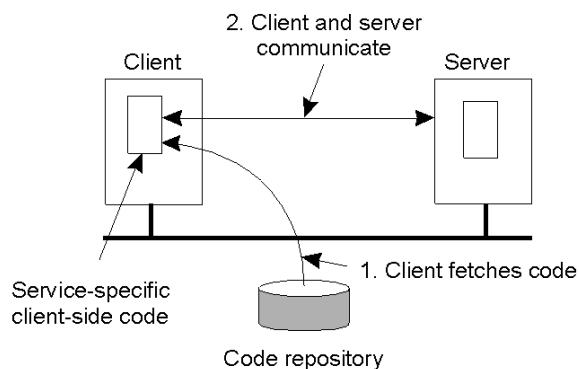 2. Client and server
communicate
Client
Server
1. Client fetches code
Service-specific
client-side code
Code repository